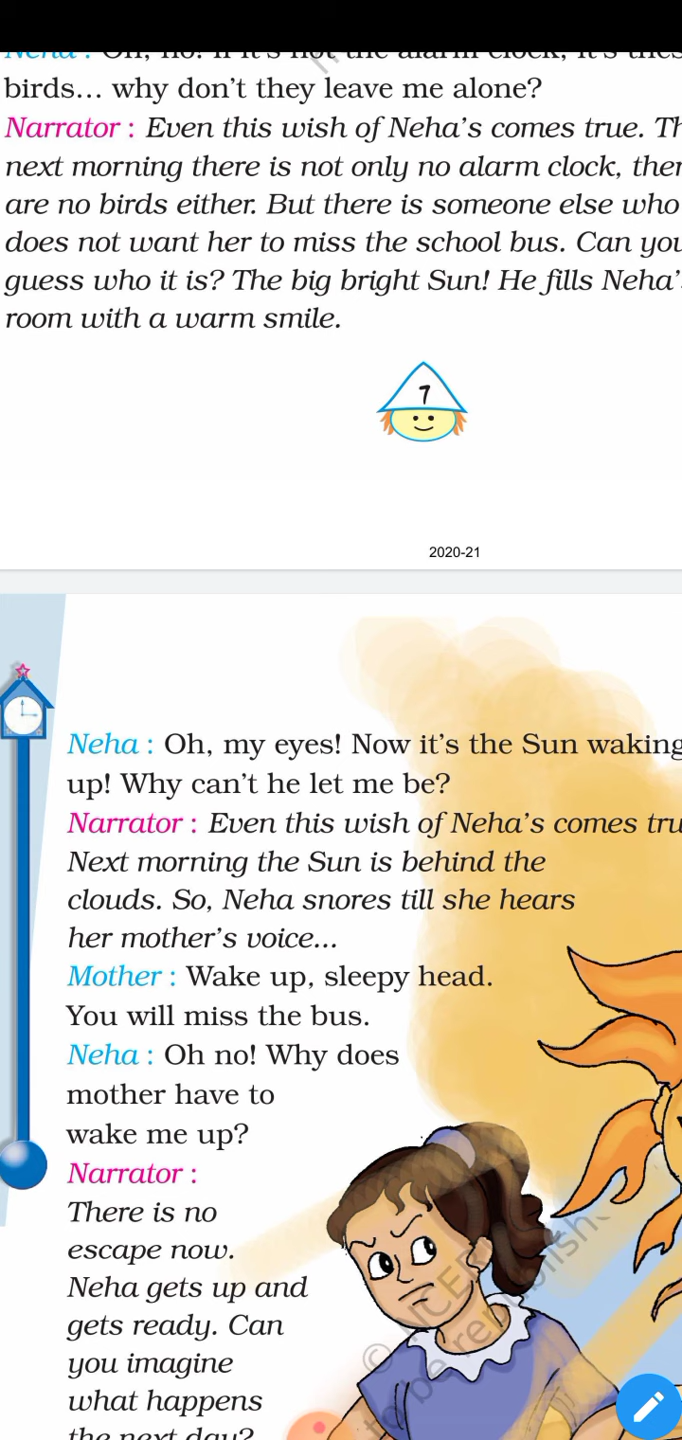 birds... why don't they leave me alone?
Narrator : Even this wish of Neha's comes true.
next morning there is not only no alarm clock,
are no birds either. But there is someone else who
does not want her to miss the school bus. Can
guess who it is? The big bright Sun! He fills
room with a warm smile.
7
2020-21
Neha : Oh, my eyes! Now it's the Sun waking
up! Why can't he let me be?
Narrator : Even this wish of Neha's comes
Next morning the Sun is behind the
clouds. So, Neha snores till she hears
her mother's voice...
Mother : Wake up, sleepy head.
You will miss the bus.
Neha : Oh no! Why does
mother have to
wake me up?
Narrator :
There is no
escape now.
Neha gets up and
gets ready. Can
you imagine
what happens
the next day?